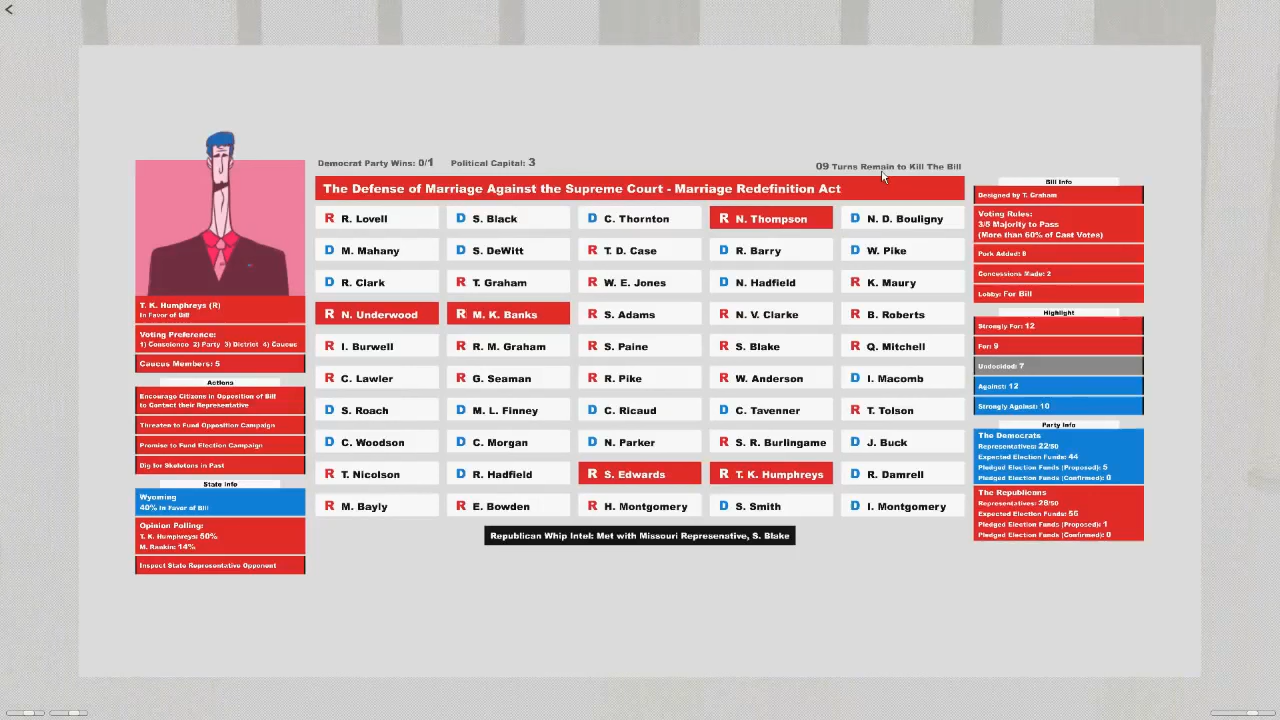 Democrat Party Wins: 0/1 Political Capital: 3
09 Turns Remain to Kill The Bill
The Defense of Marriage Against the Supreme Court - Marriage Redefinition Act
R R. Lovell D S. Black D C. Thornton R N. Thompson D N. D. Bouligny
D M. Mahany D S. DeWitt R T. D. Case D R. Barry D W. Pike
D R. Clark R T. Graham R W. E. Jones D N. Hadfield R K. Maury
R N. Underwood R M. K. Banks R S. Adams R N. V. Clarke R B. Roberts
R I. Burwell R R. M. Graham R S. Paine R S. Blake R Q. Mitchell
R C. Lawler R G. Seaman R R. Pike R W. Anderson D I. Macomb
D S. Roach D M. L. Finney D C. Ricaud D C. Tavenner R T. Tolson
D C. Woodson D C. Morgan D N. Parker R S. R. Burlingame D J. Buck
R T. Nicolson D R. Hadfield R S. Edwards R T. K. Humphreys D R. Damrell
R M. Bayly R E. Bowden R H. Montgomery D S. Smith D I. Montgomery
Republican Whip Intel: Met with Missouri Represenative, S. Blake
T. K. Humphreys (R)
In Favor of Bill
Voting Preference:
1) Conscience 2) Party 3) District 4) Caucus
Caucus Members: 5
Actions
Encourage Citizens in Opposition of Bill
to Contact their Representative
Threaten to Fund Opposition Campaign
Promise to Fund Election Campaign
Dig for Skeletons in Past
State Info
Wyoming
40% In Favor of Bill
Opinion Polling:
T. K. Humphreys: 50%
M. Rankin: 14%
Inspect State Representative Opponent
Bill Info
Designed by T. Graham
Voting Rules:
3/5 Majority to Pass
(More than 60% of Cast Votes)
Pork Added: 8
Concessions Made: 2
Lobby: For Bill
Highlight
Strongly For: 12
For: 9
Undecided: 7
Against: 12
Strongly Against: 10
Party Info
The Democrats
Representatives: 22/50
Expected Election Funds: 44
Pledged Election Funds (Proposed): 5
Pledged Election Funds (Confirmed): 0
The Republicans
Representatives: 28/50
Expected Election Funds: 56
Pledged Election Funds (Proposed): 1
Pledged Election Funds (Confirmed): 0